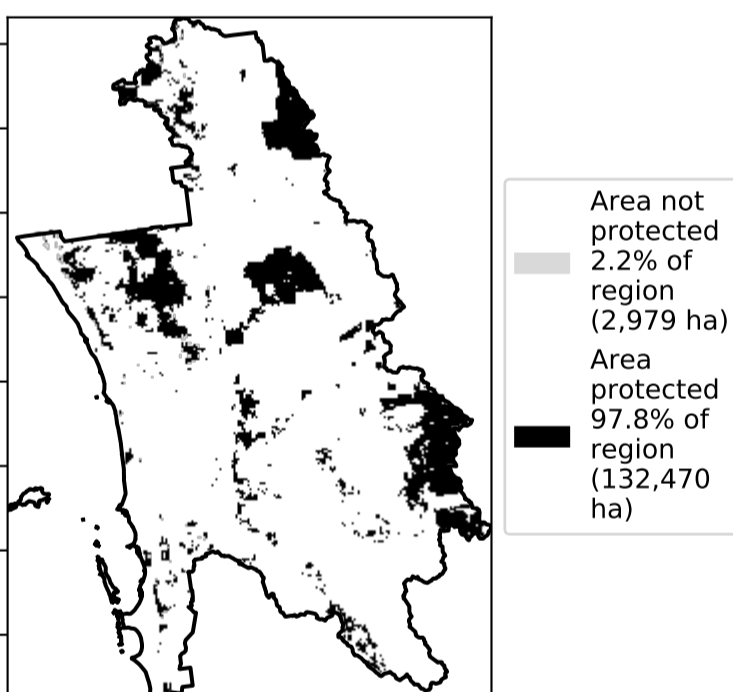 Area not
protected
2.2% of
region
(2,979 ha)
Area
protected
97.8% of
region
(132,470
ha)